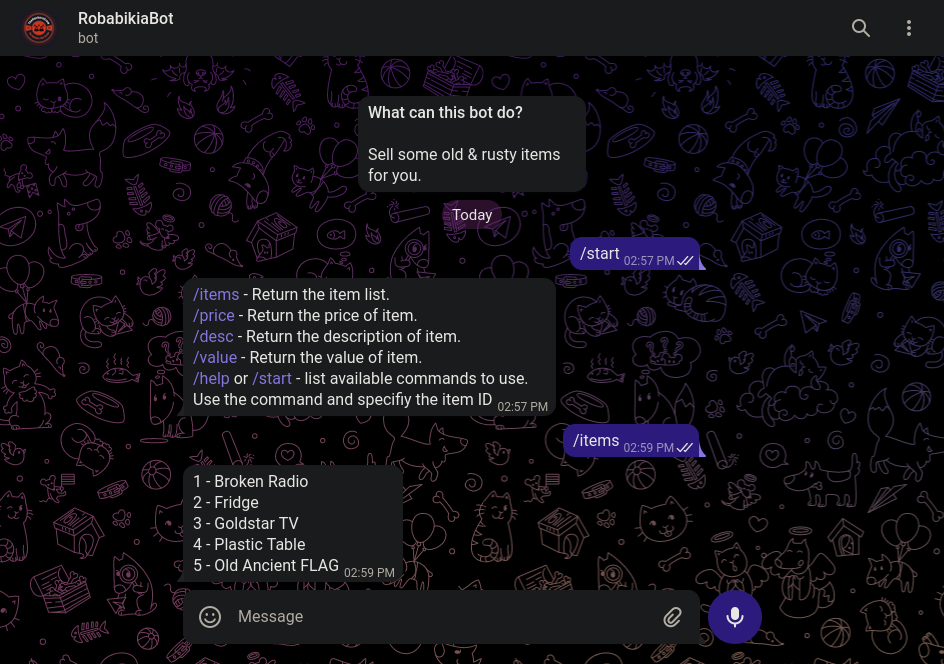 RobabikiaBot
bot
What can this bot do?
Sell some old & rusty items
for you.
Today
/start 02:57 PM
/items - Return the item list.
/price - Return the price of item.
/desc - Return the description of item.
/value - Return the value of item.
/help or /start - list available commands to use.
Use the command and specifiy the item ID 02:57 PM
/items 02:59 PM
1 - Broken Radio
2 - Fridge
3 - Goldstar TV
4 - Plastic Table
5 - Old Ancient FLAG 02:59 PM
Message